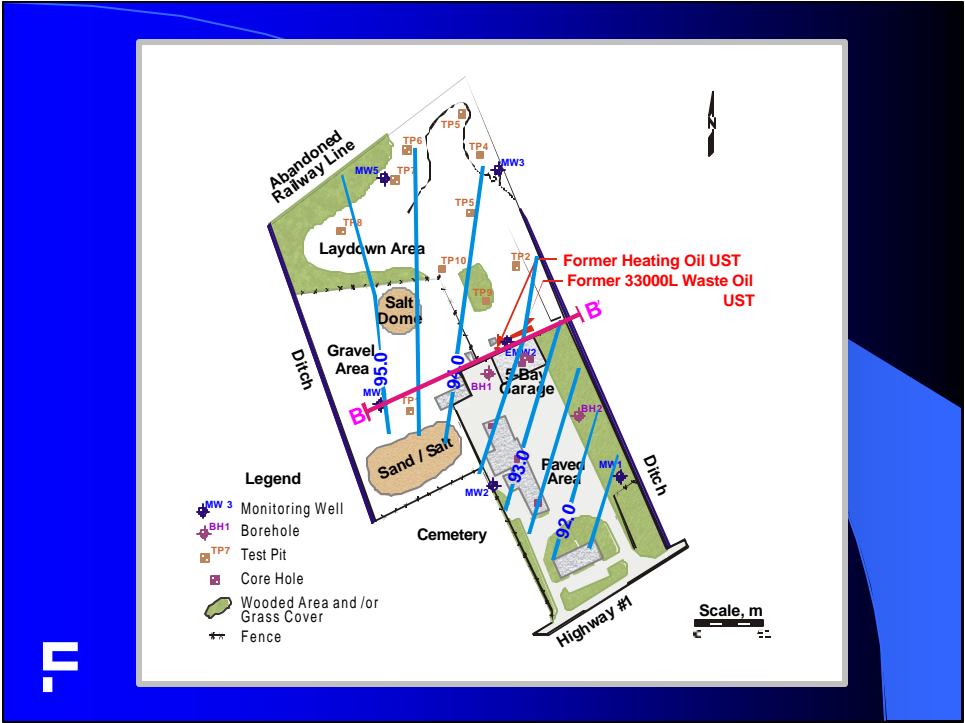 N
Abandoned
Railway Line
TP5
TP6
TP4
MW3
MW5
TP7
TP5
TP8
Laydown Area
TP10
TP2
Former Heating Oil UST
Former 33000L Waste Oil
UST
TP9
Salt
Dome
B'
Ditch
Gravel
Area
95.0
EMW2
5-Bay
Garage
BH1
MW
B
BH2
Sand / Salt
93.0
Paved
Area
MW1
Ditch
MW2
92.0
Cemetery
Highway #1
Legend
MW 3 Monitoring Well
BH1 Borehole
TP7 Test Pit
Core Hole
Wooded Area and /or
Grass Cover
Fence
Scale, m